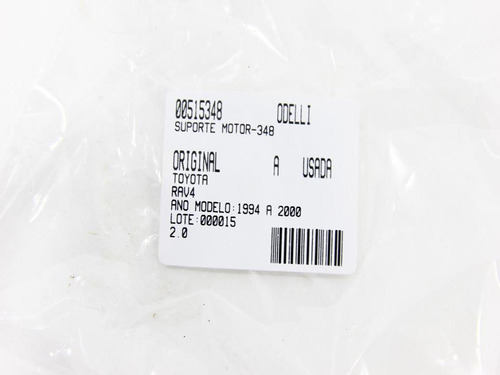 00515348 ODELLI
SUPORTE MOTOR-348
ORIGINAL A USADA
TOYOTA
RAV4
ANO MODELO:1994 A 2000
LOTE:000015
2.0